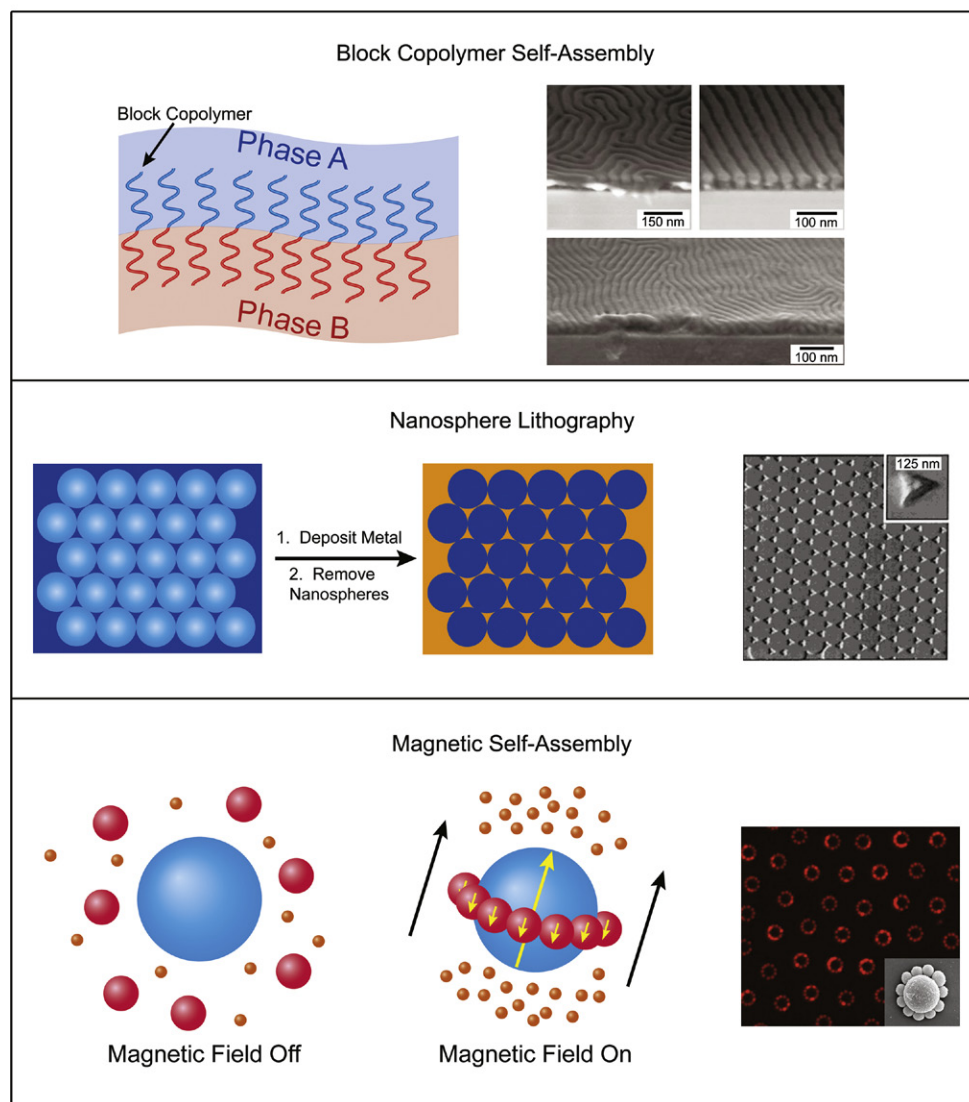 Block Copolymer Self-Assembly
Block Copolymer
Phase A
Phase B
150 nm
100 nm
100 nm
Nanosphere Lithography
1. Deposit Metal
2. Remove
Nanospheres
125 nm
Magnetic Self-Assembly
Magnetic Field Off
Magnetic Field On